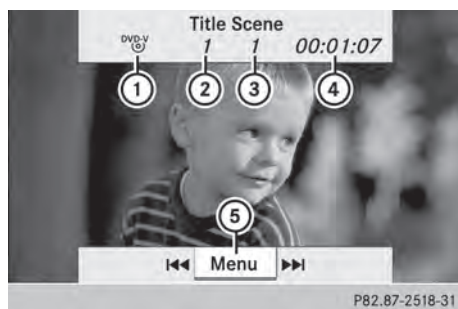 Title Scene
DVD-V 1 1 00:01:07
1 2 3 4
5
Menu
P82.87-2518-31